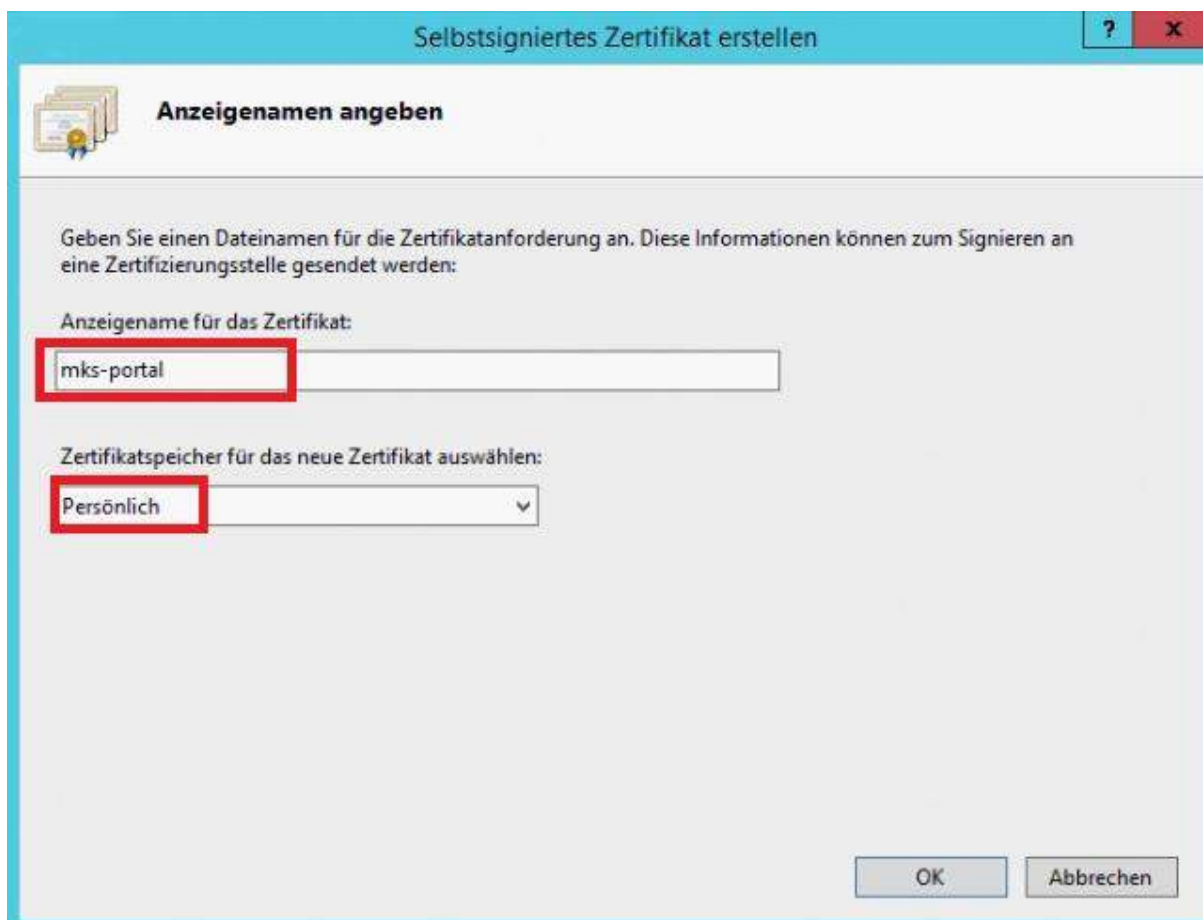 Selbstsigniertes Zertifikat erstellen
?
x
Anzeigenamen angeben
Geben Sie einen Dateinamen für die Zertifikatanforderung an. Diese Informationen können zum Signieren an
eine Zertifizierungsstelle gesendet werden:
Anzeigename für das Zertifikat:
mks-portal
Zertifikatspeicher für das neue Zertifikat auswählen:
Persönlich
OK
Abbrechen